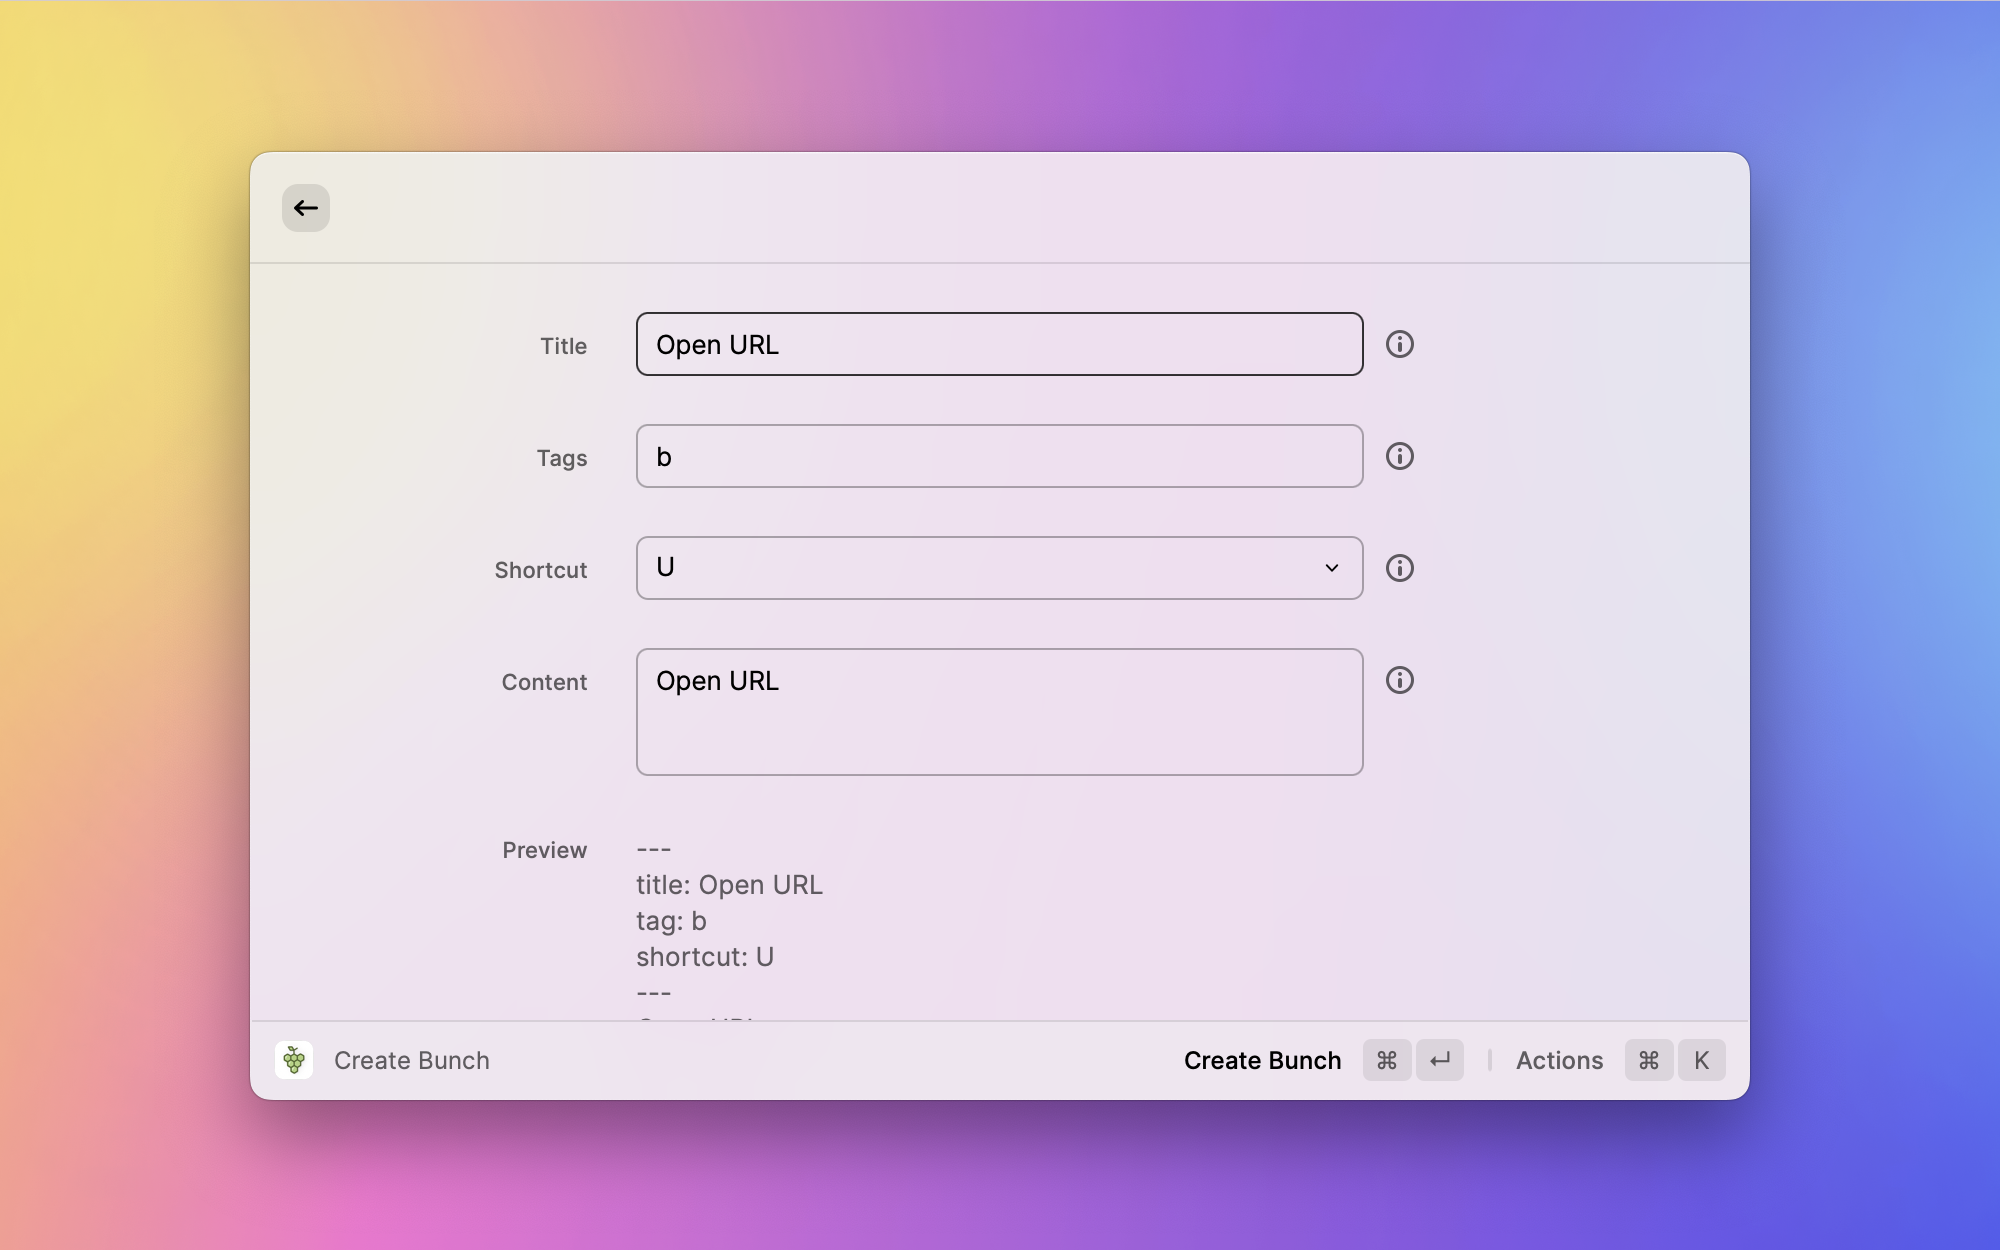 Title
Open URL
Tags
b
Shortcut
U
Content
Open URL
Preview
---
title: Open URL
tag: b
shortcut: U
---
Create Bunch
Create Bunch ⌘ ↵ | Actions ⌘ K